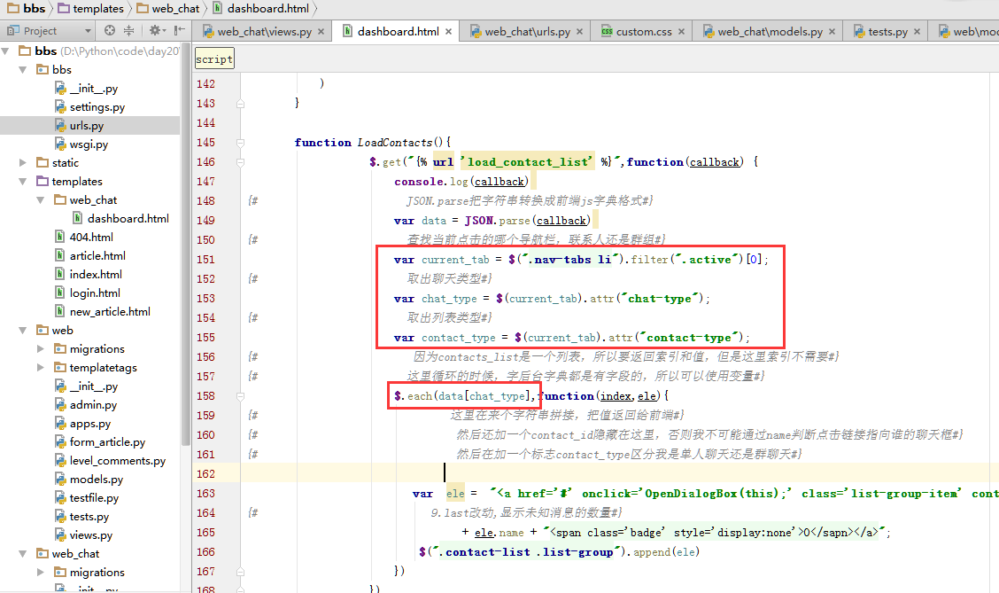 bbs templates web_chat dashboard.html
Project
web_chat\views.py dashboard.html web_chat\urls.py custom.css web_chat\models.py tests.py web\mod
bbs (D:\Python\code\day20
bbs
__init__.py
settings.py
urls.py
wsgi.py
static
templates
web_chat
dashboard.html
404.html
article.html
index.html
login.html
new_article.html
web
migrations
templatetags
__init__.py
admin.py
apps.py
form_article.py
level_comments.py
models.py
testfile.py
tests.py
views.py
web_chat
migrations
__init__.py
script
142 )
143 }
144
145 function LoadContacts(){
146 $.get("{% url 'load_contact_list' %}",function(callback) {
147 console.log(callback)
148 {# JSON.parse把字符串转换成前端js字典格式#}
149 var data = JSON.parse(callback)
150 {# 查找当前点击的哪个导航栏，联系人还是群组#}
151 var current_tab = $(".nav-tabs li").filter(".active")[0];
152 {# 取出聊天类型#}
153 var chat_type = $(current_tab).attr("chat-type");
154 {# 取出列表类型#}
155 var contact_type = $(current_tab).attr("contact-type");
156 {# 因为contacts_list是一个列表，所以要返回索引和值，但是这里索引不需要#}
157 {# 这里循环的时候，字后台字典都是有字段的，所以可以使用变量#}
158 $.each(data[chat_type],function(index,ele){
159 {# 这里在来个字符串拼接，把值返回给前端#}
160 {# 然后还加一个contact_id隐藏在这里，否则我不可能通过name判断点击链接指向谁的聊天框#}
161 {# 然后在加一个标志contact_type区分我是单人聊天还是群聊天#}
162
163 var ele = "<a href='#' onclick='OpenDialogBox(this);' class='list-group-item' cont
164 {# 9.last改动,显示未知消息的数量#}
165 + ele.name + "<span class='badge' style='display:none'>0</sapn></a>";
166 $(".contact-list .list-group").append(ele)
167 })
168 })